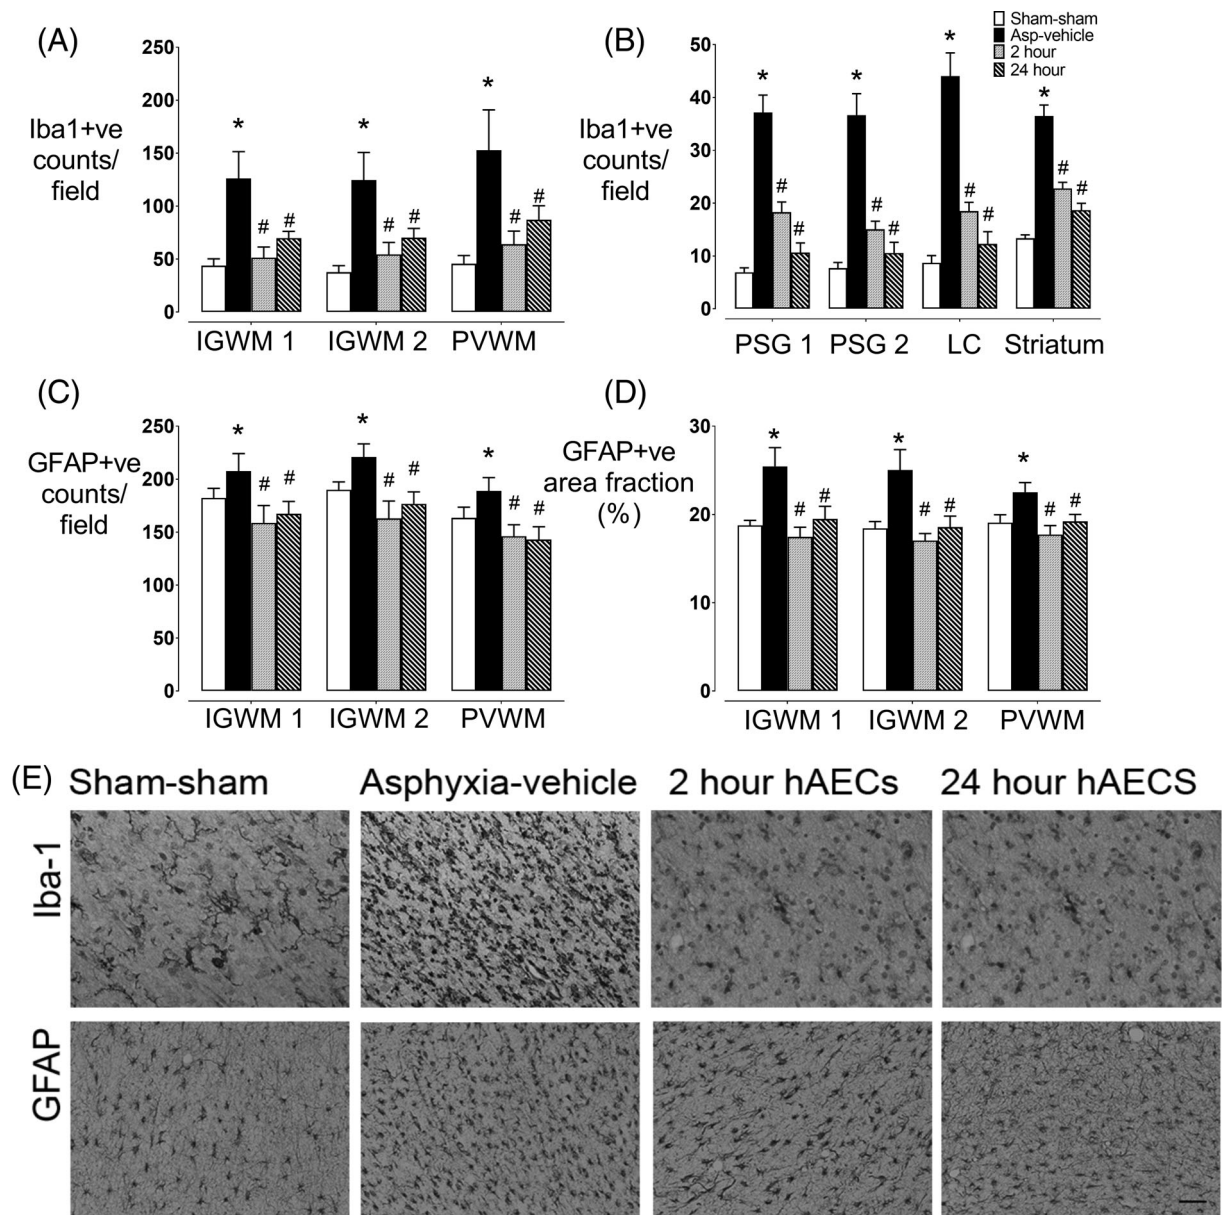 (A)
Iba1+ve
counts/
field
250
200
150
100
50
0
* * *
# # # # # #
IGWM 1 IGWM 2 PVWM
(B)
Sham-sham
Asp-vehicle
2 hour
24 hour
Iba1+ve
counts/
field
50
40
30
20
10
0
* * * *
# # # # # # # #
PSG 1 PSG 2 LC Striatum
(C)
GFAP+ve
counts/
field
250
200
150
200
50
0
* * *
# # # # # #
IGWM 1 IGWM 2 PVWM
(D)
GFAP+ve
area fraction
(%)
30
20
10
0
* * *
# # # # # #
IGWM 1 IGWM 2 PVWM
(E)
Sham-sham Asphyxia-vehicle 2 hour hAECs 24 hour hAECS
Iba-1
GFAP